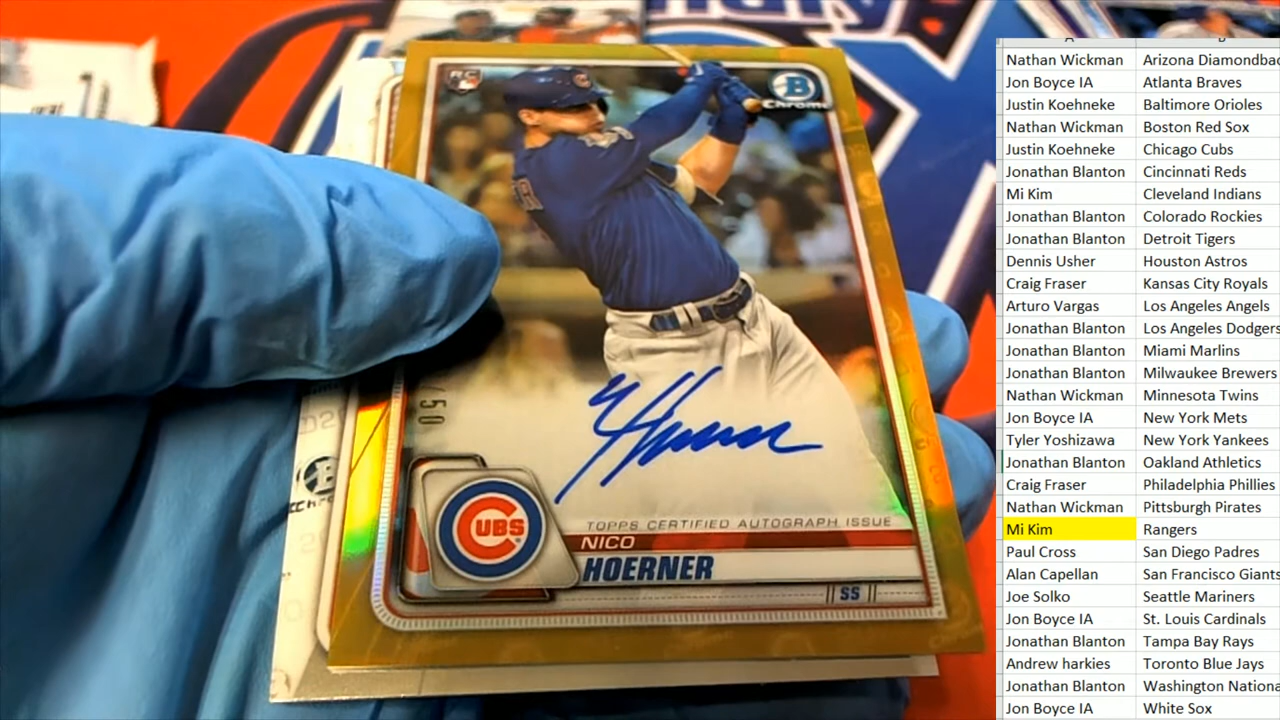 RC
B
Chrome
/50
CUBS
TOPPS CERTIFIED AUTOGRAPH ISSUE
NICO
HOERNER
SS
Nathan Wickman Arizona Diamondbac
Jon Boyce IA Atlanta Braves
Justin Koehneke Baltimore Orioles
Nathan Wickman Boston Red Sox
Justin Koehneke Chicago Cubs
Jonathan Blanton Cincinnati Reds
Mi Kim Cleveland Indians
Jonathan Blanton Colorado Rockies
Jonathan Blanton Detroit Tigers
Dennis Usher Houston Astros
Craig Fraser Kansas City Royals
Arturo Vargas Los Angeles Angels
Jonathan Blanton Los Angeles Dodgers
Jonathan Blanton Miami Marlins
Jonathan Blanton Milwaukee Brewers
Nathan Wickman Minnesota Twins
Jon Boyce IA New York Mets
Tyler Yoshizawa New York Yankees
Jonathan Blanton Oakland Athletics
Craig Fraser Philadelphia Phillies
Nathan Wickman Pittsburgh Pirates
Mi Kim Rangers
Paul Cross San Diego Padres
Alan Capellan San Francisco Giants
Joe Solko Seattle Mariners
Jon Boyce IA St. Louis Cardinals
Jonathan Blanton Tampa Bay Rays
Andrew harkies Toronto Blue Jays
Jonathan Blanton Washington Nationa
Jon Boyce IA White Sox